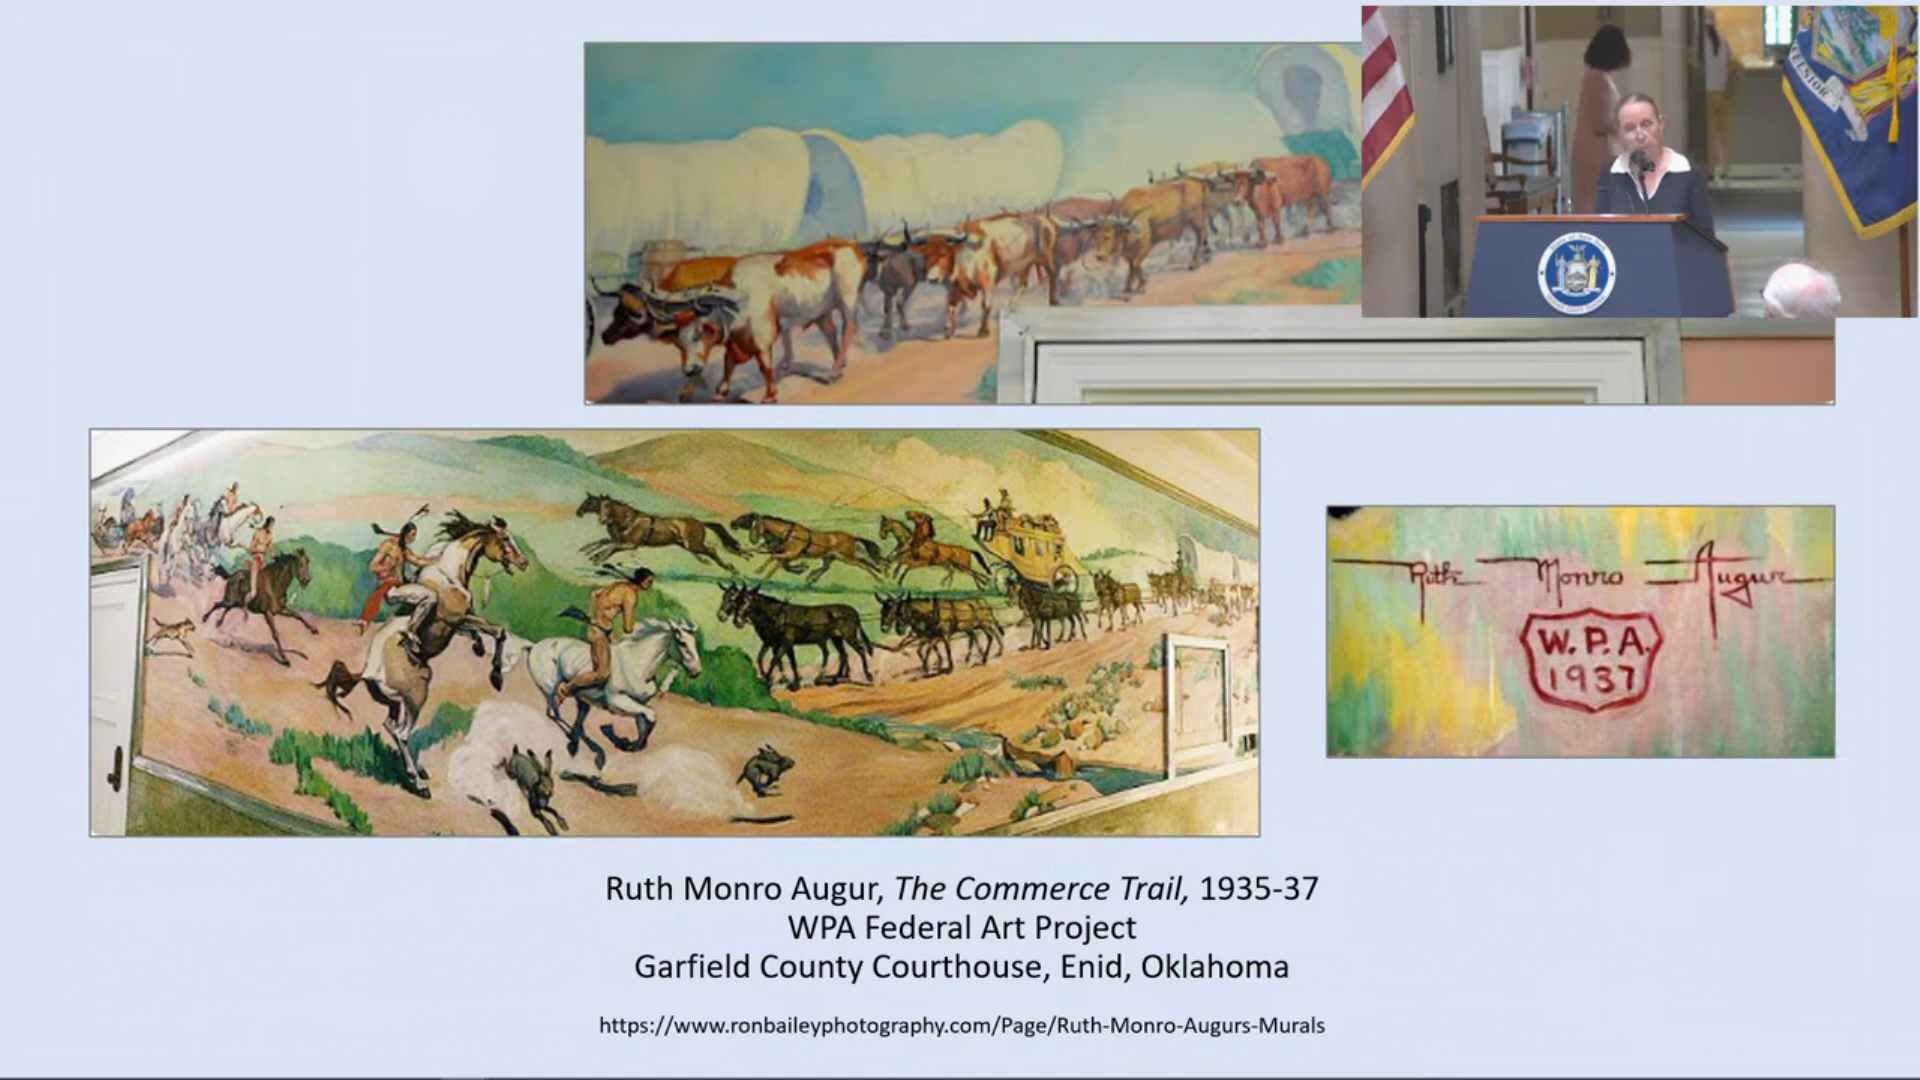 EXCELSIOR
Ruth Monro Augur
W.P.A.
1937
Ruth Monro Augur, The Commerce Trail, 1935-37
WPA Federal Art Project
Garfield County Courthouse, Enid, Oklahoma
https://www.ronbaileyphotography.com/Page/Ruth-Monro-Augurs-Murals